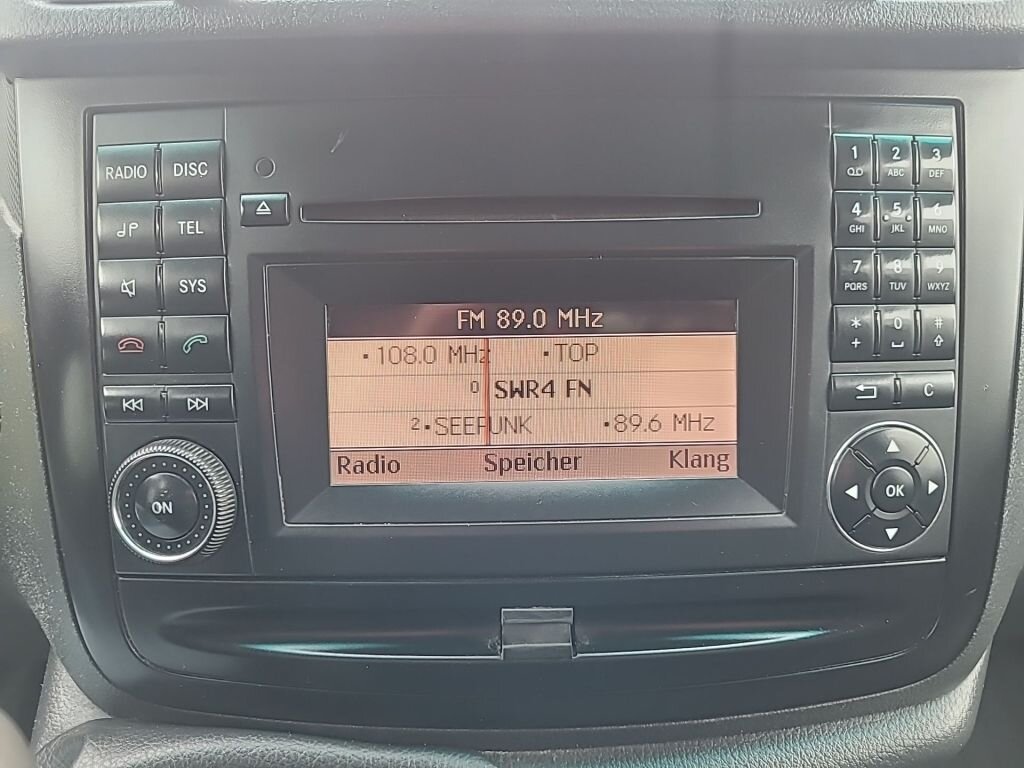 RADIO DISC
TEL
SYS
ON
FM 89.0 MHz
•108.0 MHz •TOP
0 SWR4 FN
2•SEEFUNK •89.6 MHz
Radio Speicher Klang
1 2 3
ABC DEF
4 5 6
GHI JKL MNO
7 8 9
PQRS TUV WXYZ
* 0 #
+
C
OK